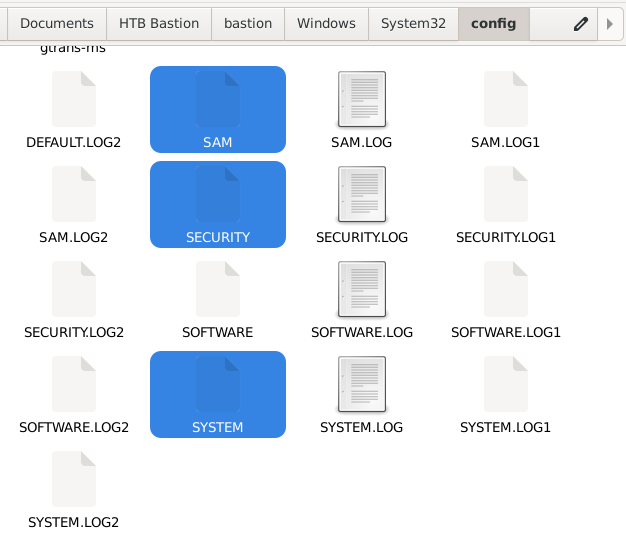 Documents HTB Bastion bastion Windows System32 config
gtrans-ms
DEFAULT.LOG2 SAM SAM.LOG SAM.LOG1
SAM.LOG2 SECURITY SECURITY.LOG SECURITY.LOG1
SECURITY.LOG2 SOFTWARE SOFTWARE.LOG SOFTWARE.LOG1
SOFTWARE.LOG2 SYSTEM SYSTEM.LOG SYSTEM.LOG1
SYSTEM.LOG2